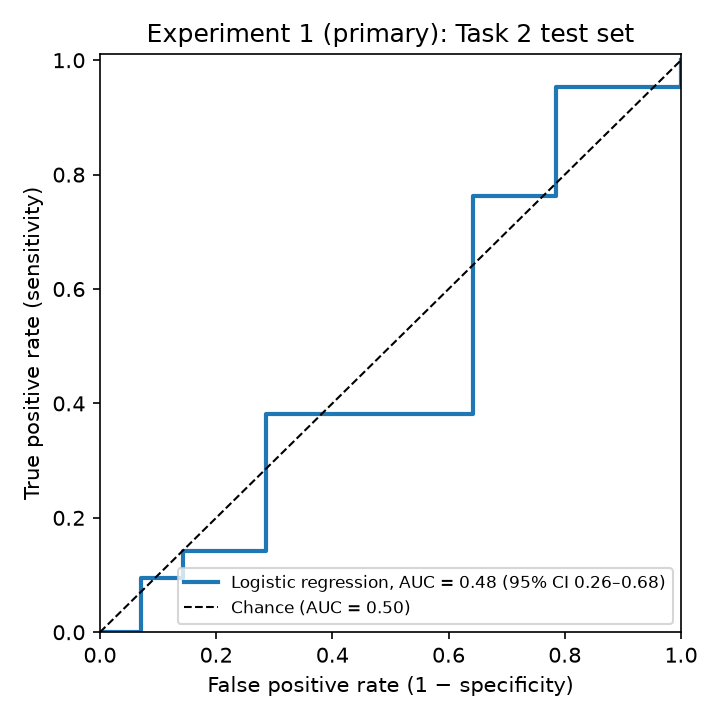 Experiment 1 (primary): Task 2 test set
1.0
0.8
0.6
0.4
0.2
0.0
True positive rate (sensitivity)
Logistic regression, AUC = 0.48 (95% CI 0.26–0.68)
Chance (AUC = 0.50)
0.0 0.2 0.4 0.6 0.8 1.0
False positive rate (1 − specificity)